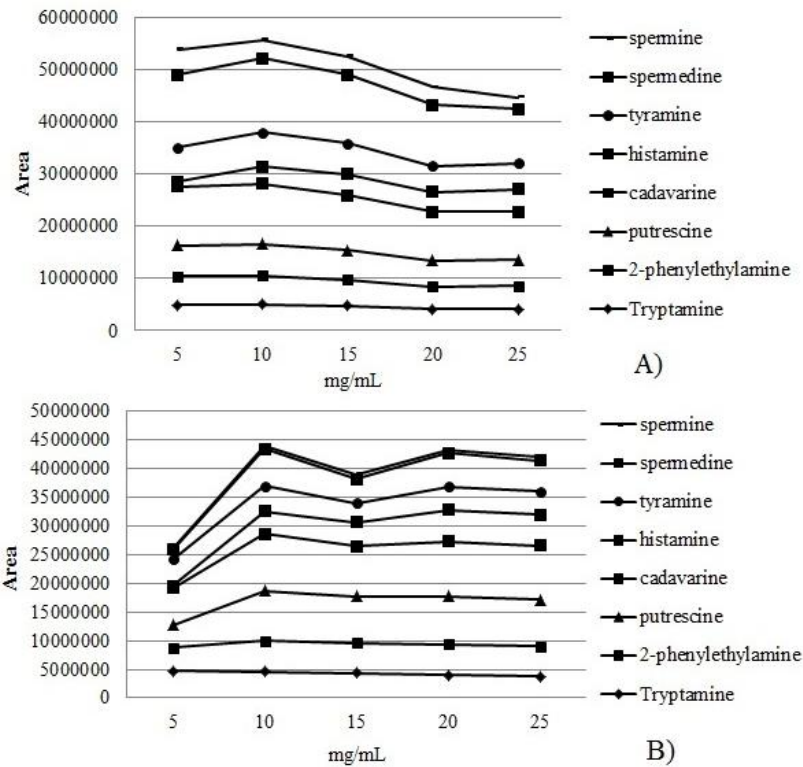 60000000
50000000
40000000
30000000
20000000
10000000
0
Area
5 10 15 20 25
mg/mL
spermine
spermedine
tyramine
histamine
cadavarine
putrescine
2-phenylethylamine
Tryptamine
A)
50000000
45000000
40000000
35000000
30000000
25000000
20000000
15000000
10000000
5000000
0
Area
5 10 15 20 25
mg/mL
spermine
spermedine
tyramine
histamine
cadavarine
putrescine
2-phenylethylamine
Tryptamine
B)